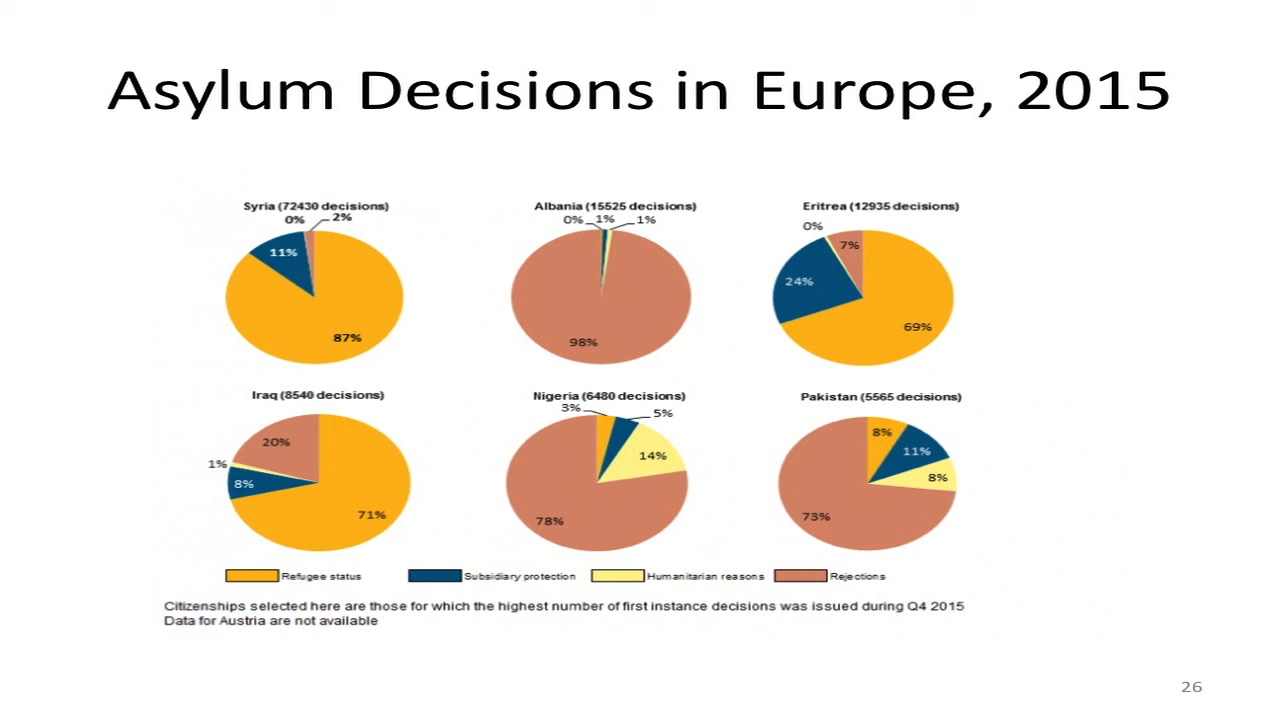 Asylum Decisions in Europe, 2015
Syria (72430 decisions)
0% 2%
11%
87%
Albania (15525 decisions)
0% 1% 1%
98%
Eritrea (12935 decisions)
0%
7%
24%
69%
Iraq (8540 decisions)
20%
1%
8%
71%
Nigeria (6480 decisions)
3% 5%
14%
78%
Pakistan (5565 decisions)
8%
11%
8%
73%
Refugee status Subsidiary protection Humanitarian reasons Rejections
Citizenships selected here are those for which the highest number of first instance decisions was issued during Q4 2015
Data for Austria are not available
26